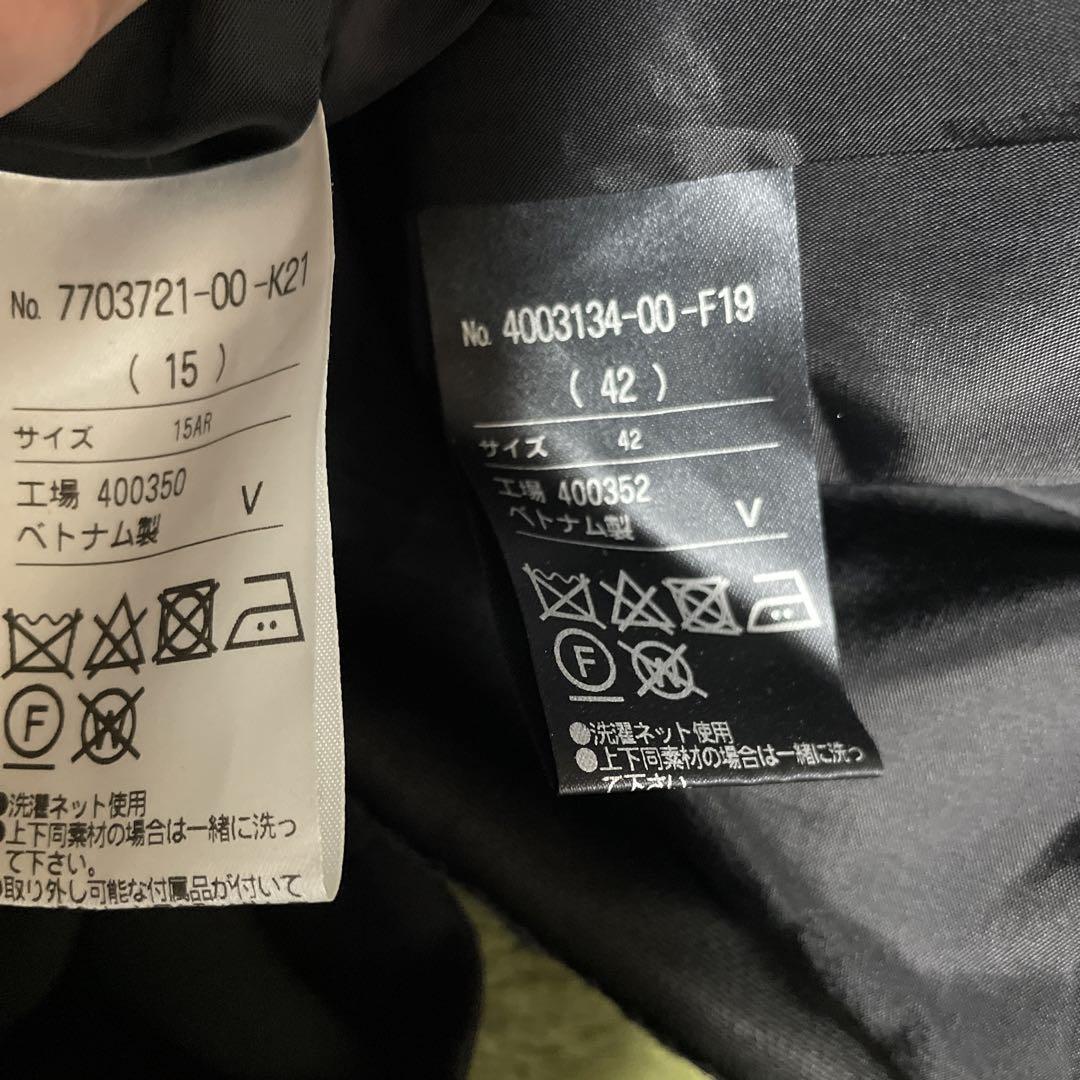 No. 7703721-00-K21
( 15 )
サイズ 15AR
工場 400350 V
ベトナム製
F
W
●洗濯ネット使用
●上下同素材の場合は一緒に洗っ
て下さい。
●取り外し可能な付属品が付いて
No. 4003134-00-F19
( 42 )
サイズ 42
工場 400352 V
ベトナム製
F
W
●洗濯ネット使用
●上下同素材の場合は一緒に洗っ
て下さい